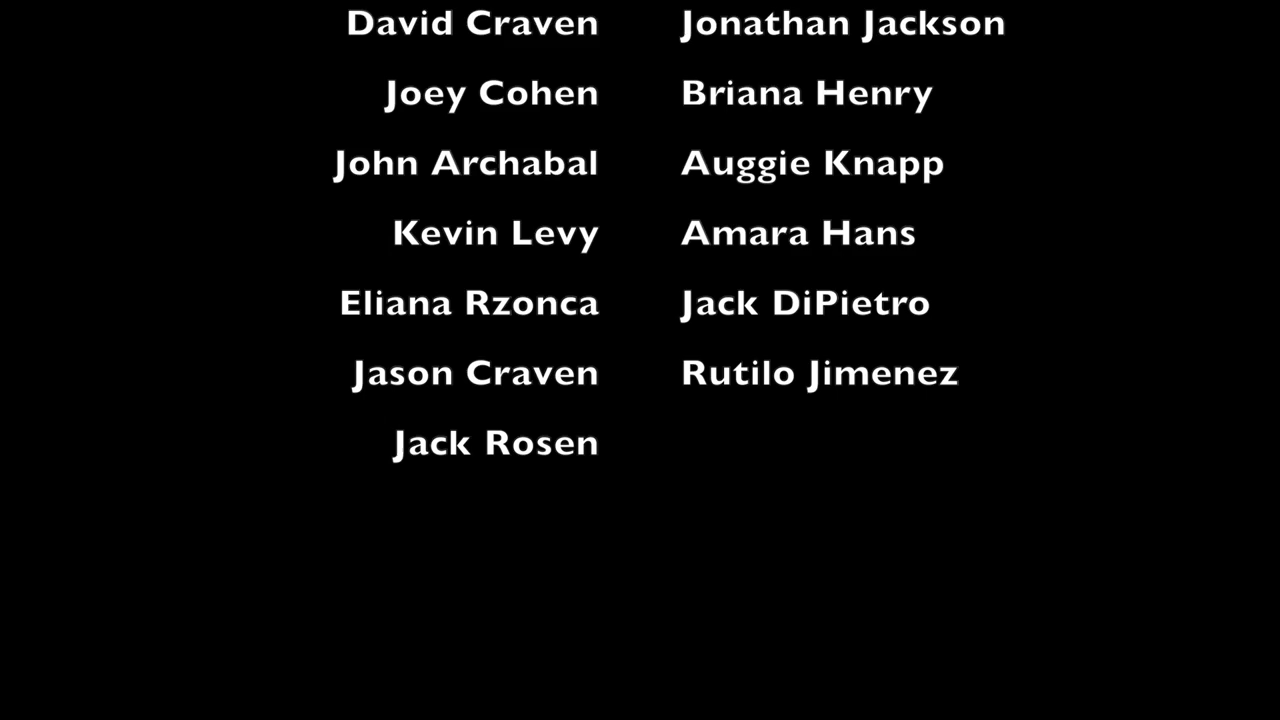 David Craven Jonathan Jackson
Joey Cohen Briana Henry
John Archabal Auggie Knapp
Kevin Levy Amara Hans
Eliana Rzonca Jack DiPietro
Jason Craven Rutilo Jimenez
Jack Rosen